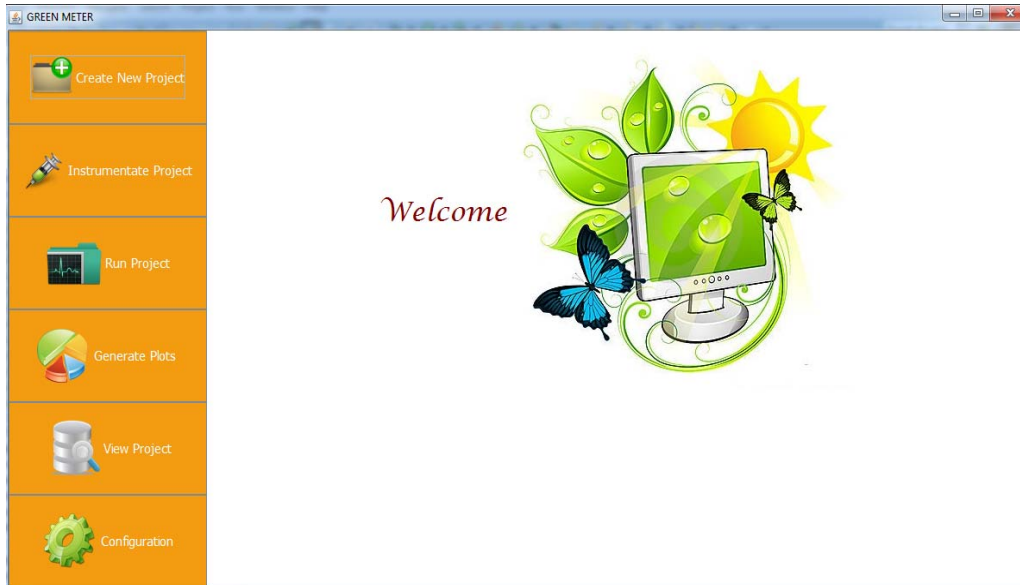 GREEN METER
Create New Project
Instrumentate Project
Run Project
Generate Plots
View Project
Configuration
Welcome